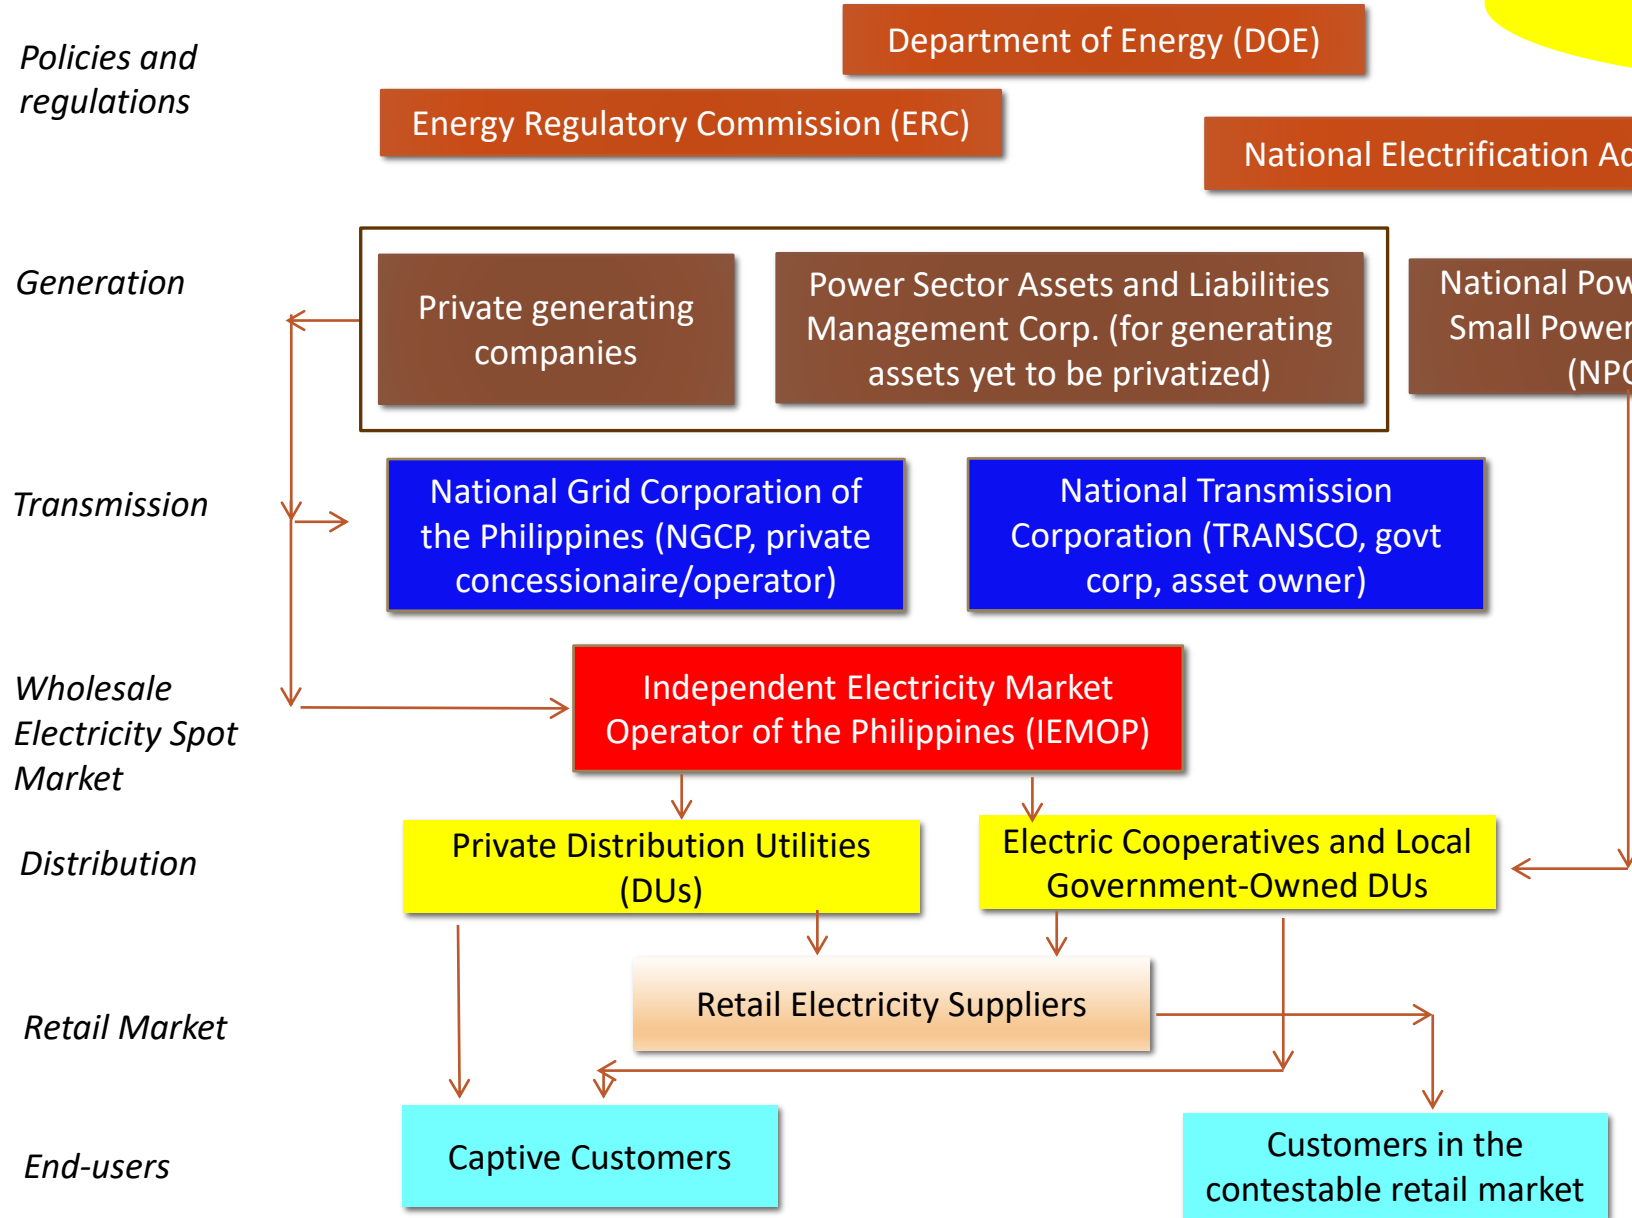 Policies and
regulations
Department of Energy (DOE)
Energy Regulatory Commission (ERC)
National Electrification
Generation
Private generating
companies
Power Sector Assets and Liabilities
Management Corp. (for generating
assets yet to be privatized)
National
Small Power
Transmission
National Grid Corporation of
the Philippines (NGCP, private
concessionaire/operator)
National Transmission
Corporation (TRANSCO, govt
corp, asset owner)
Wholesale
Electricity Spot
Market
Independent Electricity Market
Operator of the Philippines (IEMOP)
Distribution
Private Distribution Utilities
(DUs)
Electric Cooperatives and Local
Government-Owned DUs
Retail Market
Retail Electricity Suppliers
End-users
Captive Customers
Customers in the
contestable retail market